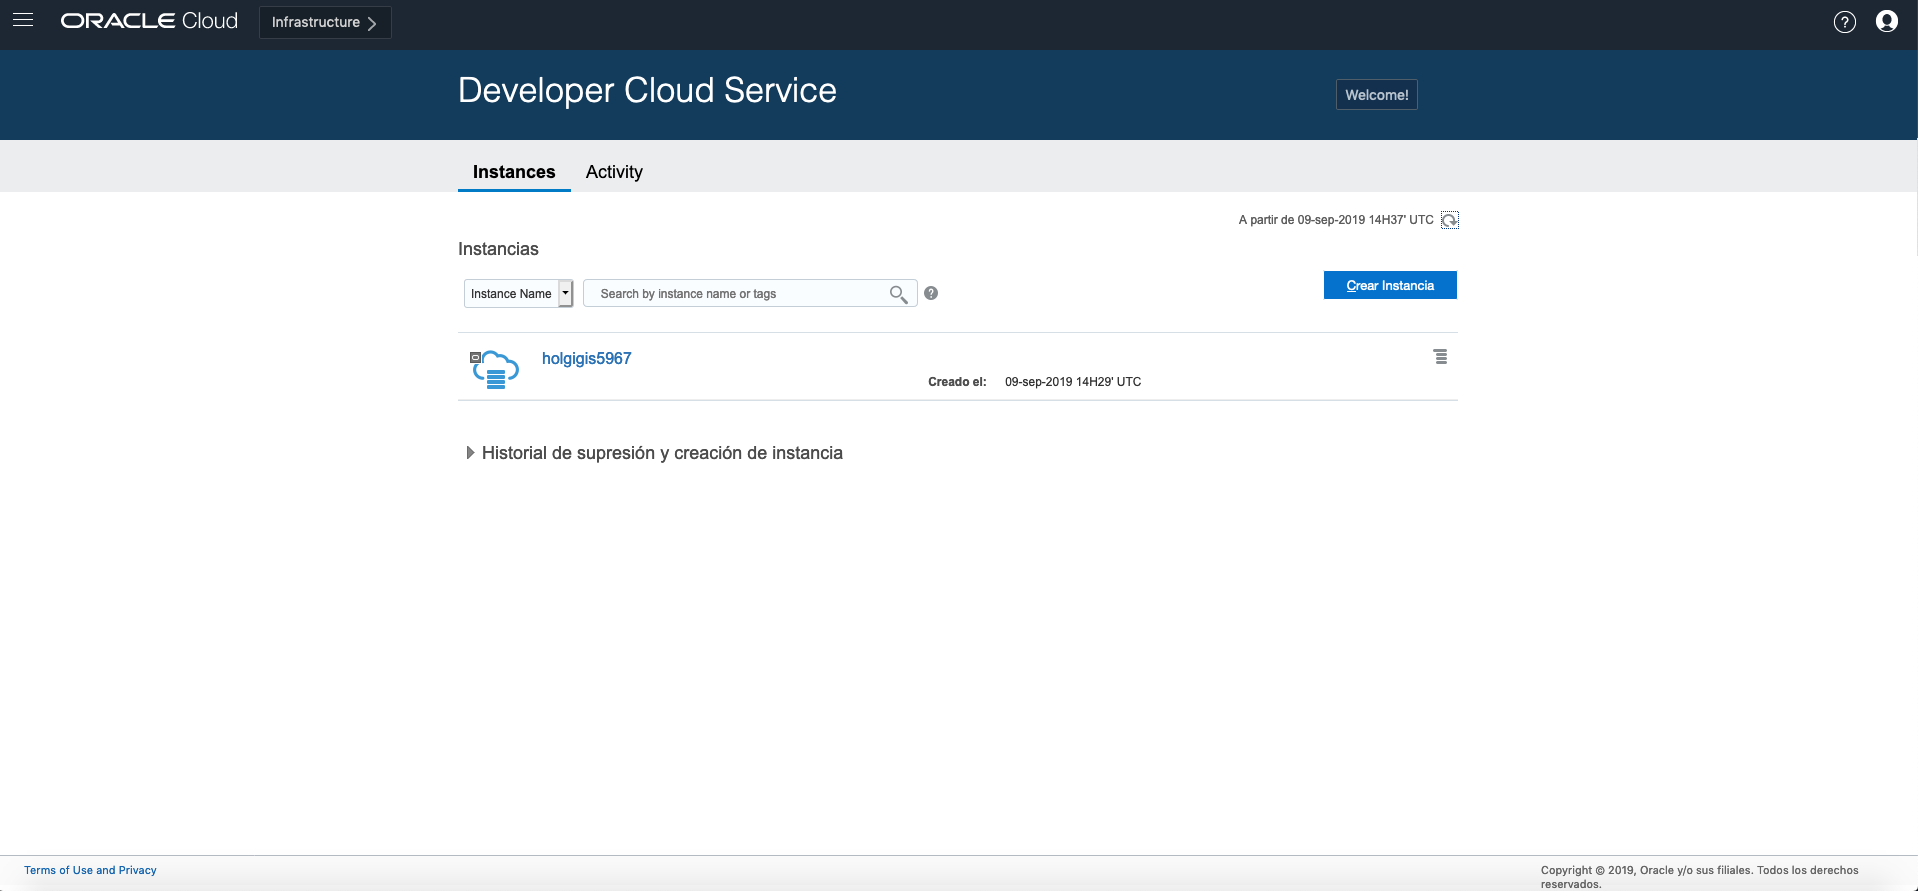 ORACLE Cloud
Infrastructure
Developer Cloud Service
Welcome!
Instances
Activity
A partir de 09-sep-2019 14H37' UTC
Instancias
Instance Name
Search by instance name or tags
Crear Instancia
holgigis5967
Creado el: 09-sep-2019 14H29' UTC
Historial de supresión y creación de instancia
Terms of Use and Privacy
Copyright © 2019, Oracle y/o sus filiales. Todos los derechos
reservados.